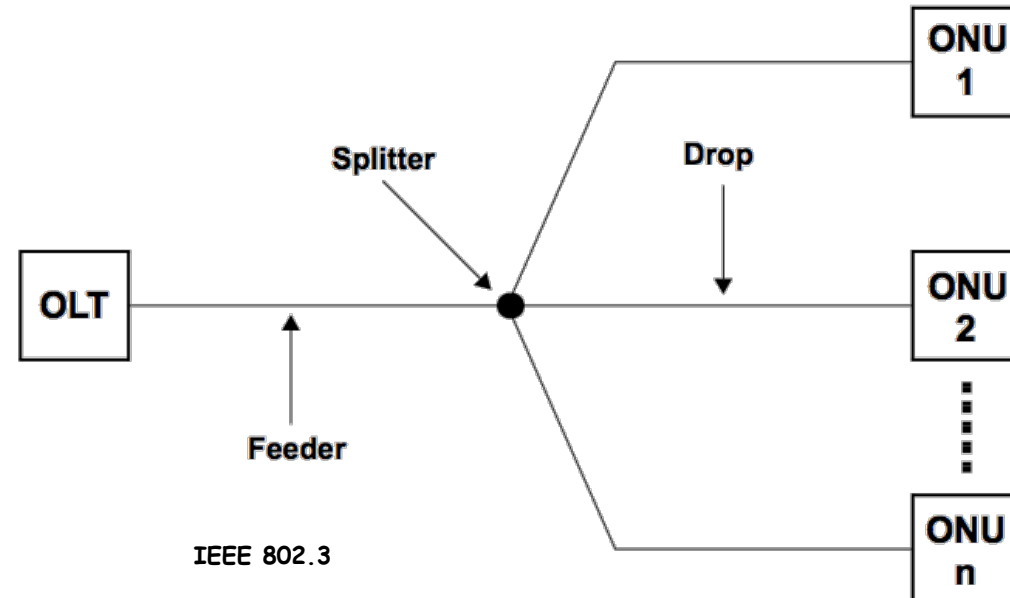 ONU
1
Splitter
Drop
OLT
ONU
2
Feeder
ONU
n
IEEE 802.3